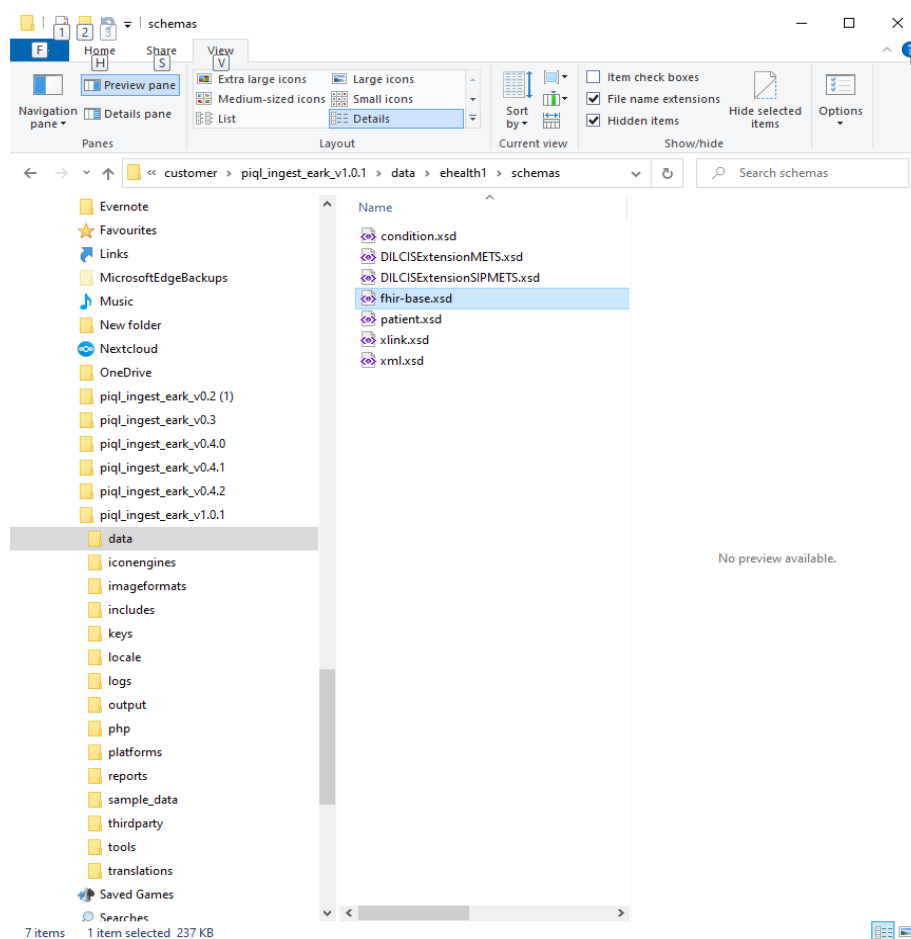 schemas
1 2 3
F Home Share View
H S V
Navigation pane
Preview pane
Details pane
Panes
Extra large icons Large icons
Medium-sized icons Small icons
List Details
Layout
Sort by
Current view
Item check boxes
File name extensions
Hidden items
Hide selected items
Show/hide
Options
« customer › piql_ingest_eark_v1.0.1 › data › ehealth1 › schemas
Search schemas
Evernote
Favourites
Links
MicrosoftEdgeBackups
Music
New folder
Nextcloud
OneDrive
piql_ingest_eark_v0.2 (1)
piql_ingest_eark_v0.3
piql_ingest_eark_v0.4.0
piql_ingest_eark_v0.4.1
piql_ingest_eark_v0.4.2
piql_ingest_eark_v1.0.1
data
iconengines
imageformats
includes
keys
locale
logs
output
php
platforms
reports
sample_data
thirdparty
tools
translations
Saved Games
Searches
Name
condition.xsd
DILCISExtensionMETS.xsd
DILCISExtensionSIPMETS.xsd
fhir-base.xsd
patient.xsd
xlink.xsd
xml.xsd
No preview available.
7 items 1 item selected 237 KB